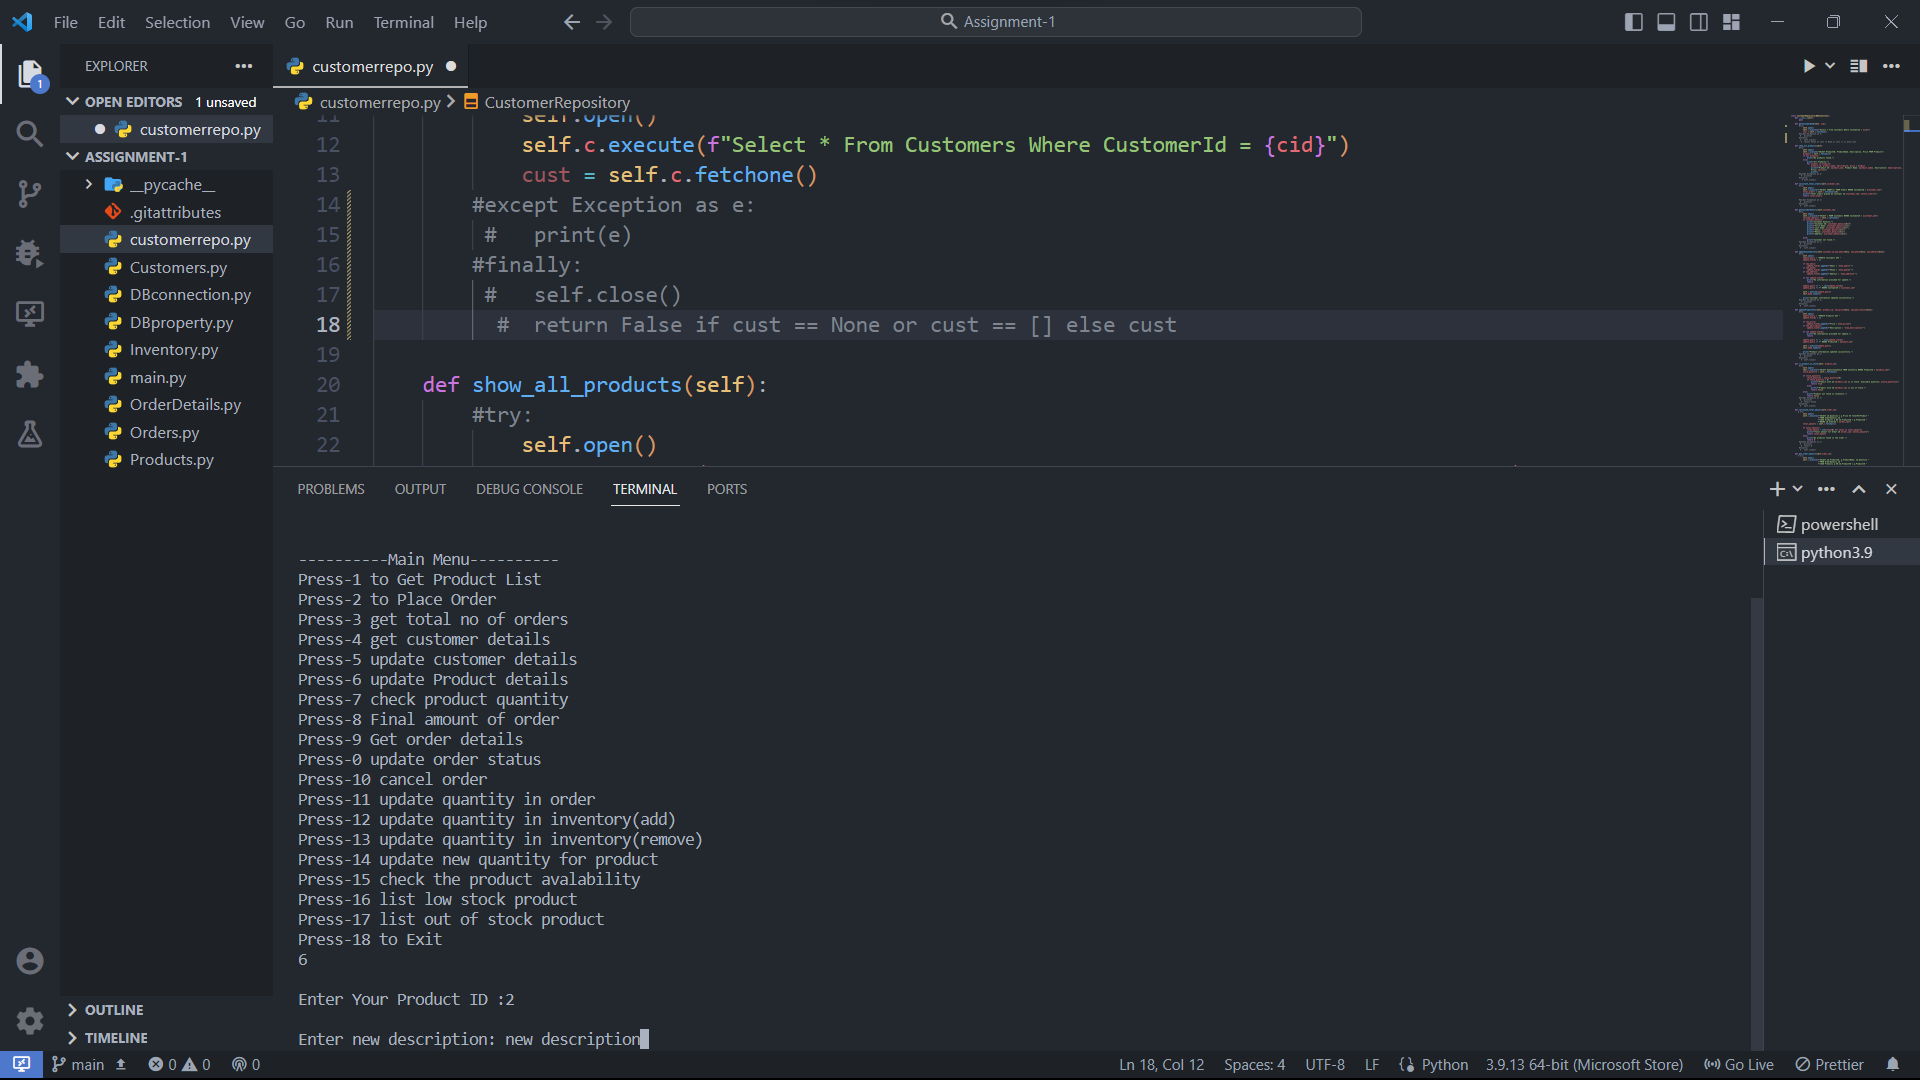 File Edit Selection View Go Run Terminal Help
Assignment-1
EXPLORER
OPEN EDITORS 1 unsaved
customerrepo.py
ASSIGNMENT-1
__pycache__
.gitattributes
customerrepo.py
Customers.py
DBconnection.py
DBproperty.py
Inventory.py
main.py
OrderDetails.py
Orders.py
Products.py
OUTLINE
TIMELINE
customerrepo.py
customerrepo.py CustomerRepository
11 self.open()
12 self.c.execute(f"Select * From Customers Where CustomerId = {cid}")
13 cust = self.c.fetchone()
14 #except Exception as e:
15 #   print(e)
16 #finally:
17 #   self.close()
18 #  return False if cust == None or cust == [] else cust
19
20 def show_all_products(self):
21 #try:
22 self.open()
PROBLEMS OUTPUT DEBUG CONSOLE TERMINAL PORTS
powershell
python3.9
----------Main Menu----------
Press-1 to Get Product List
Press-2 to Place Order
Press-3 get total no of orders
Press-4 get customer details
Press-5 update customer details
Press-6 update Product details
Press-7 check product quantity
Press-8 Final amount of order
Press-9 Get order details
Press-0 update order status
Press-10 cancel order
Press-11 update quantity in order
Press-12 update quantity in inventory(add)
Press-13 update quantity in inventory(remove)
Press-14 update new quantity for product
Press-15 check the product avalability
Press-16 list low stock product
Press-17 list out of stock product
Press-18 to Exit
6
Enter Your Product ID :2
Enter new description: new description
main 0 0 0 Ln 18, Col 12 Spaces: 4 UTF-8 LF Python 3.9.13 64-bit (Microsoft Store) Go Live Prettier
1